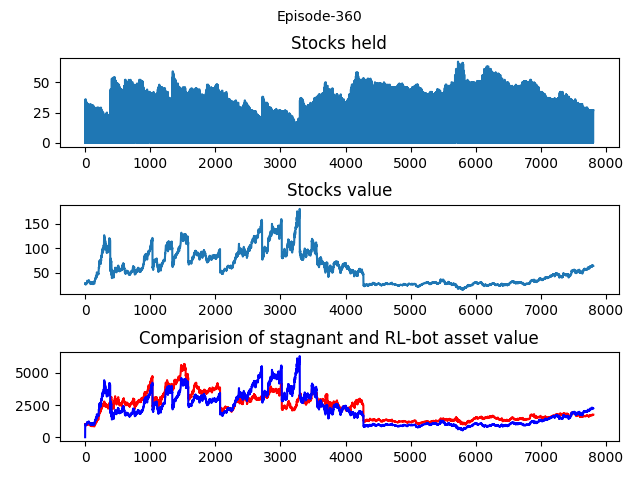 Episode-360
Stocks held
50
25
0
0 1000 2000 3000 4000 5000 6000 7000 8000
Stocks value
150
100
50
0 1000 2000 3000 4000 5000 6000 7000 8000
Comparision of stagnant and RL-bot asset value
5000
2500
0
0 1000 2000 3000 4000 5000 6000 7000 8000